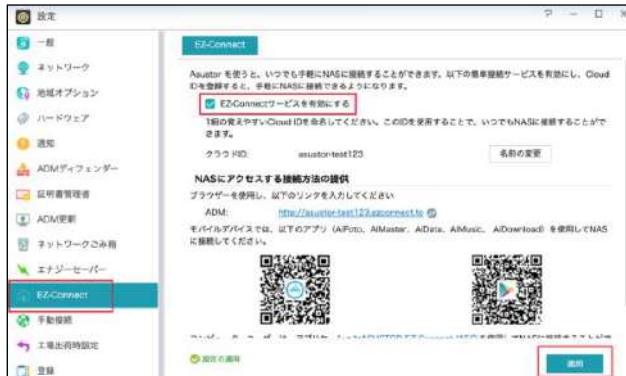 設定
一般
ネットワーク
地域オプション
ハードウェア
通知
ADMディフェンダー
証明書管理者
ADM更新
ネットワークごみ箱
エナジーセーバー
EZ-Connect
手動接続
工場出荷時設定
登録
EZ-Connect
Asustor を使うと、いつでも手軽にNASに接続することができます。以下の簡単接続サービスを有効にし、Cloud
IDを登録すると、手軽にNASに接続できるようになります。
EZ-Connectサービスを有効にする
1組の覚えやすいCloud IDを命名してください。このIDを使用することで、いつでもNASに接続することがで
きます。
クラウドID: asustor-test123 名前の変更
NASにアクセスする接続方法の提供
ブラウザーを使用し、以下のリンクを入力してください
ADM: http://asustor-test123.ezconnect.to
モバイルデバイスでは、以下のアプリ（AiFoto、AiMaster、AiData、AiMusic、AiDownload）を使用してNAS
に接続してください。
設定の適用
適用